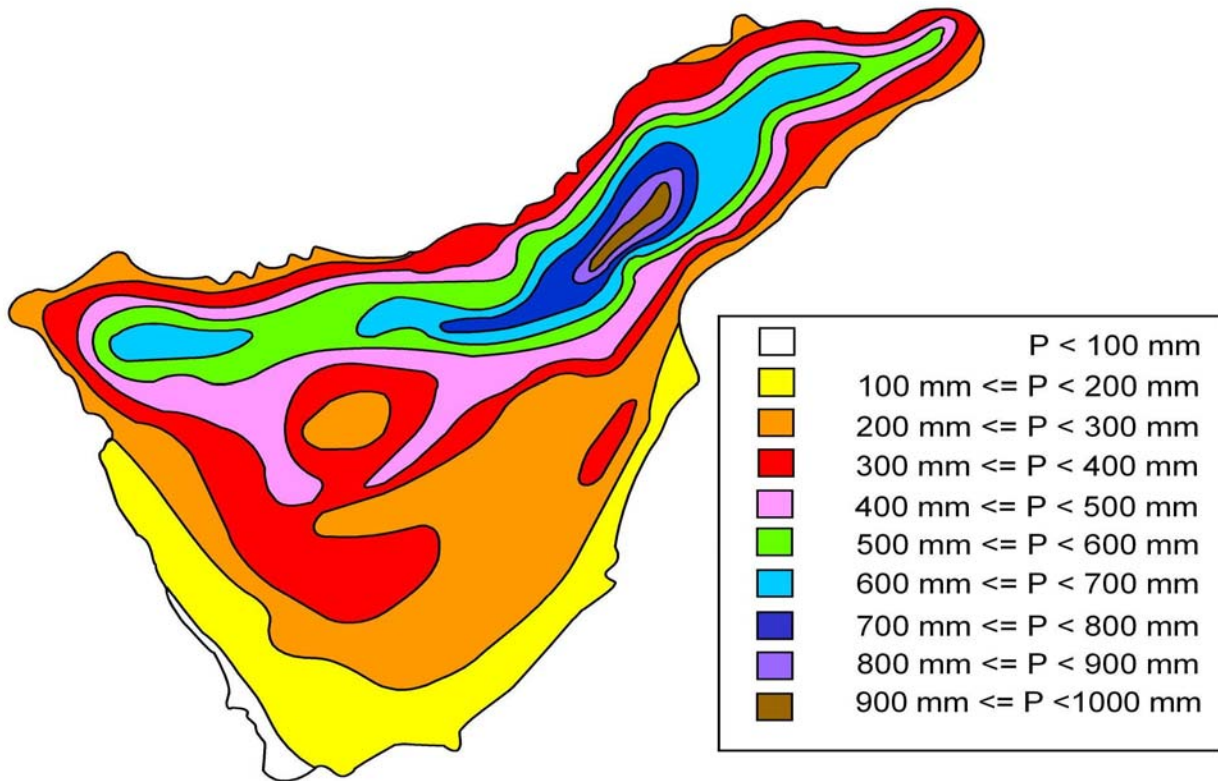 P < 100 mm
100 mm <= P < 200 mm
200 mm <= P < 300 mm
300 mm <= P < 400 mm
400 mm <= P < 500 mm
500 mm <= P < 600 mm
600 mm <= P < 700 mm
700 mm <= P < 800 mm
800 mm <= P < 900 mm
900 mm <= P <1000 mm